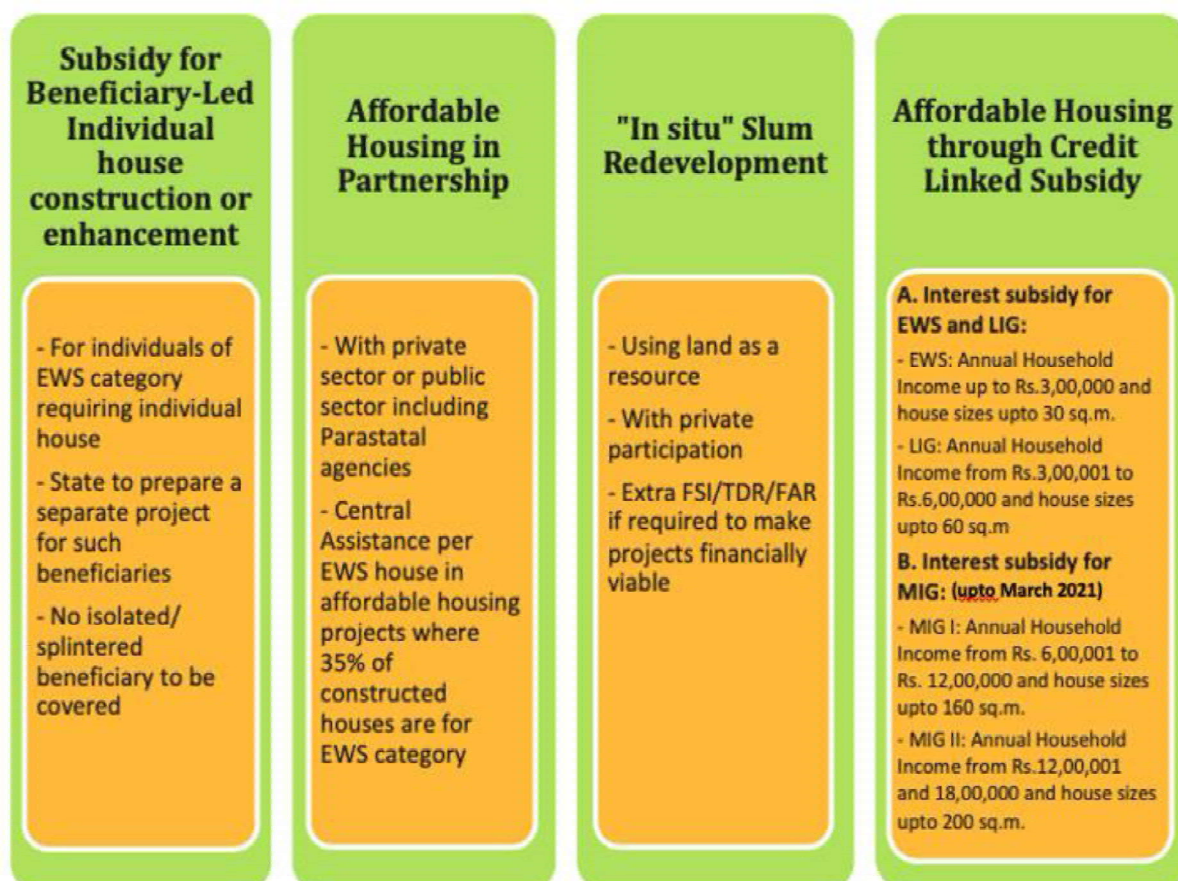 Subsidy for
Beneficiary-Led
Individual
house
construction or
enhancement
- For individuals of
EWS category
requiring individual
house
- State to prepare a
separate project
for such
beneficiaries
- No isolated/
splintered
beneficiary to be
covered
Affordable
Housing in
Partnership
- With private
sector or public
sector including
Parastatal
agencies
- Central
Assistance per
EWS house in
affordable housing
projects where
35% of
constructed
houses are for
EWS category
"In situ" Slum
Redevelopment
- Using land as a
resource
- With private
participation
- Extra FSI/TDR/FAR
if required to make
projects financially
viable
Affordable Housing
through Credit
Linked Subsidy
A. Interest subsidy for
EWS and LIG:
- EWS: Annual Household
Income up to Rs.3,00,000 and
house sizes upto 30 sq.m.
- LIG: Annual Household
Income from Rs.3,00,001 to
Rs.6,00,000 and house sizes
upto 60 sq.m
B. Interest subsidy for
MIG: (upto March 2021)
- MIG I: Annual Household
Income from Rs. 6,00,001 to
Rs. 12,00,000 and house sizes
upto 160 sq.m.
- MIG II: Annual Household
Income from Rs.12,00,001
and 18,00,000 and house sizes
upto 200 sq.m.